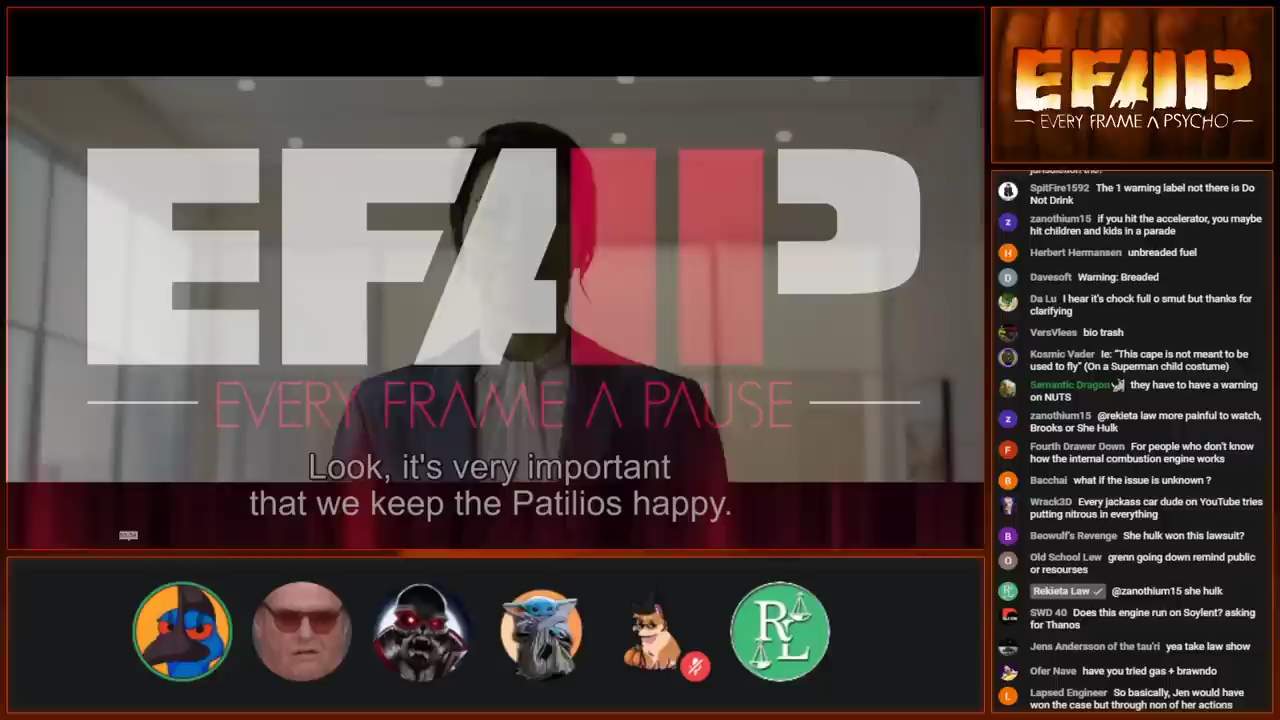 EFAP
EVERY FRAME A PAUSE
Look, it's very important
that we keep the Patilios happy.
RL
EFAP
EVERY FRAME A PSYCHO
SpitFire1592 The 1 warning label not there is Do
Not Drink
zanothium15 if you hit the accelerator, you maybe
hit children and kids in a parade
Herbert Hermansen unbreaded fuel
Davesoft Warning: Breaded
Da Lu I hear it's chock full o smut but thanks for
clarifying
VersVlees bio trash
Kosmic Vader Ie: "This cape is not meant to be
used to fly" (On a Superman child costume)
Semantic Dragon they have to have a warning
on NUTS
zanothium15 @rekieta law more painful to watch,
Brooks or She Hulk
Fourth Drawer Down For people who don't know
how the internal combustion engine works
Bacchai what if the issue is unknown ?
Wrack3D Every jackass car dude on YouTube tries
putting nitrous in everything
Beowulf's Revenge She hulk won this lawsuit?
Old School Lew grenn going down remind public
or resourses
Rekieta Law @zanothium15 she hulk
SWD 40 Does this engine run on Soylent? asking
for Thanos
Jens Andersson of the tau'ri yea take law show
Ofer Nave have you tried gas + brawndo
Lapsed Engineer So basically, Jen would have
won the case but through non of her actions